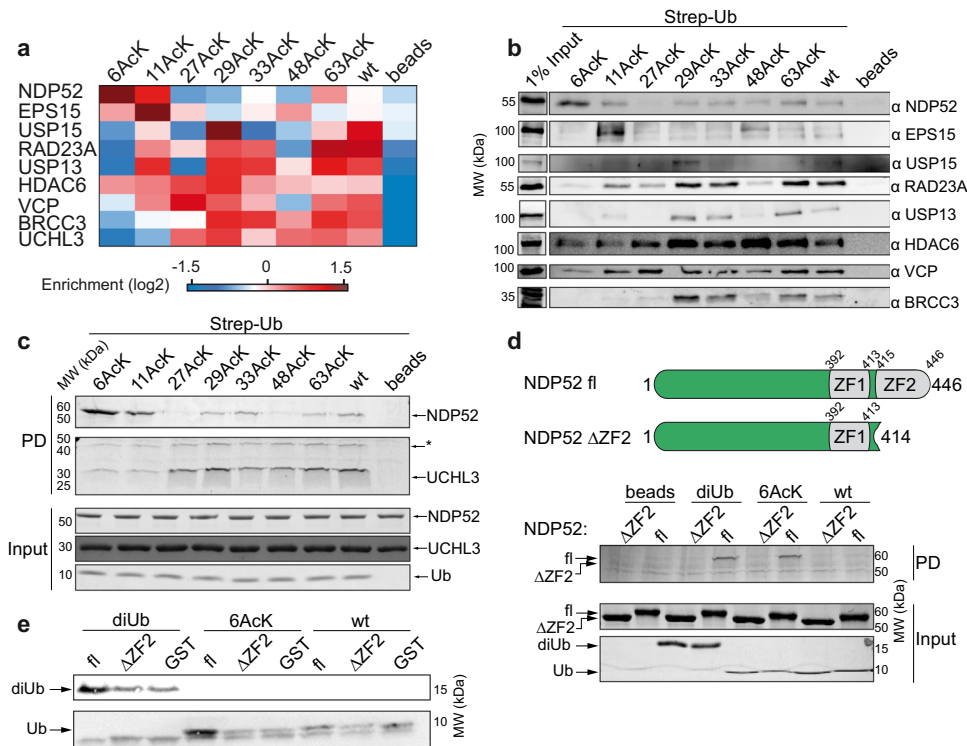 a
6AcK 11AcK 27AcK 29AcK 33AcK 48AcK 63AcK wt beads
NDP52
EPS15
USP15
RAD23A
USP13
HDAC6
VCP
BRCC3
UCHL3
-1.5 0 1.5
Enrichment (log2)
b
Strep-Ub
1% Input 6AcK 11AcK 27AcK 29AcK 33AcK 48AcK 63AcK wt beads
MW (kDa)
55 α NDP52
100 α EPS15
100 α USP15
55 α RAD23A
100 α USP13
100 α HDAC6
100 α VCP
35 α BRCC3
c
Strep-Ub
MW (kDa)
6AcK 11AcK 27AcK 29AcK 33AcK 48AcK 63AcK wt beads
PD
60
50
NDP52
50
40
*
30
25
UCHL3
Input
50 NDP52
30 UCHL3
10 Ub
d
392 413 415 446
NDP52 fl 1 ZF1 ZF2 446
392 413
NDP52 ΔZF2 1 ZF1 414
beads diUb 6AcK wt
NDP52: ΔZF2 fl ΔZF2 fl ΔZF2 fl ΔZF2 fl
fl 60
ΔZF2 50
PD
MW (kDa)
fl 60
ΔZF2 50
diUb 15
Ub 10
Input
e
diUb 6AcK wt
fl ΔZF2 GST fl ΔZF2 GST fl ΔZF2 GST
diUb 15
Ub 10
MW (kDa)